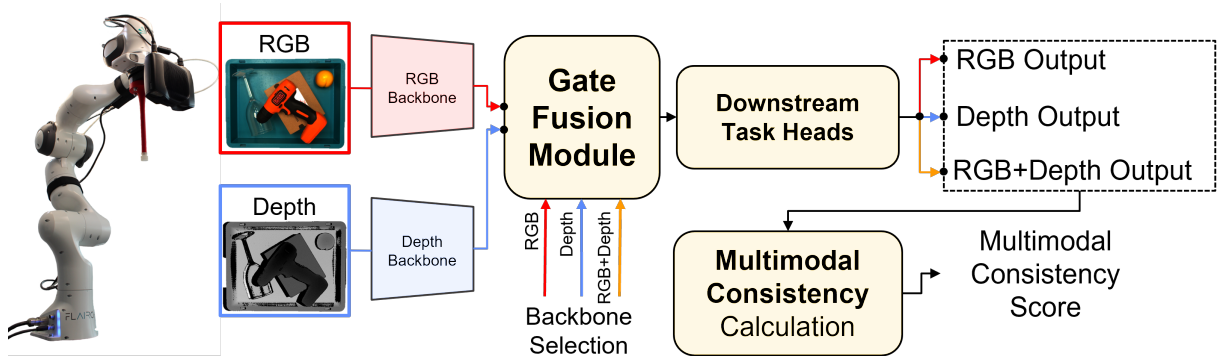 RGB
RGB
Backbone
Depth
Depth
Backbone
Gate
Fusion
Module
RGB
Depth
RGB+Depth
Backbone
Selection
Downstream
Task Heads
RGB Output
Depth Output
RGB+Depth Output
Multimodal
Consistency
Calculation
Multimodal
Consistency
Score